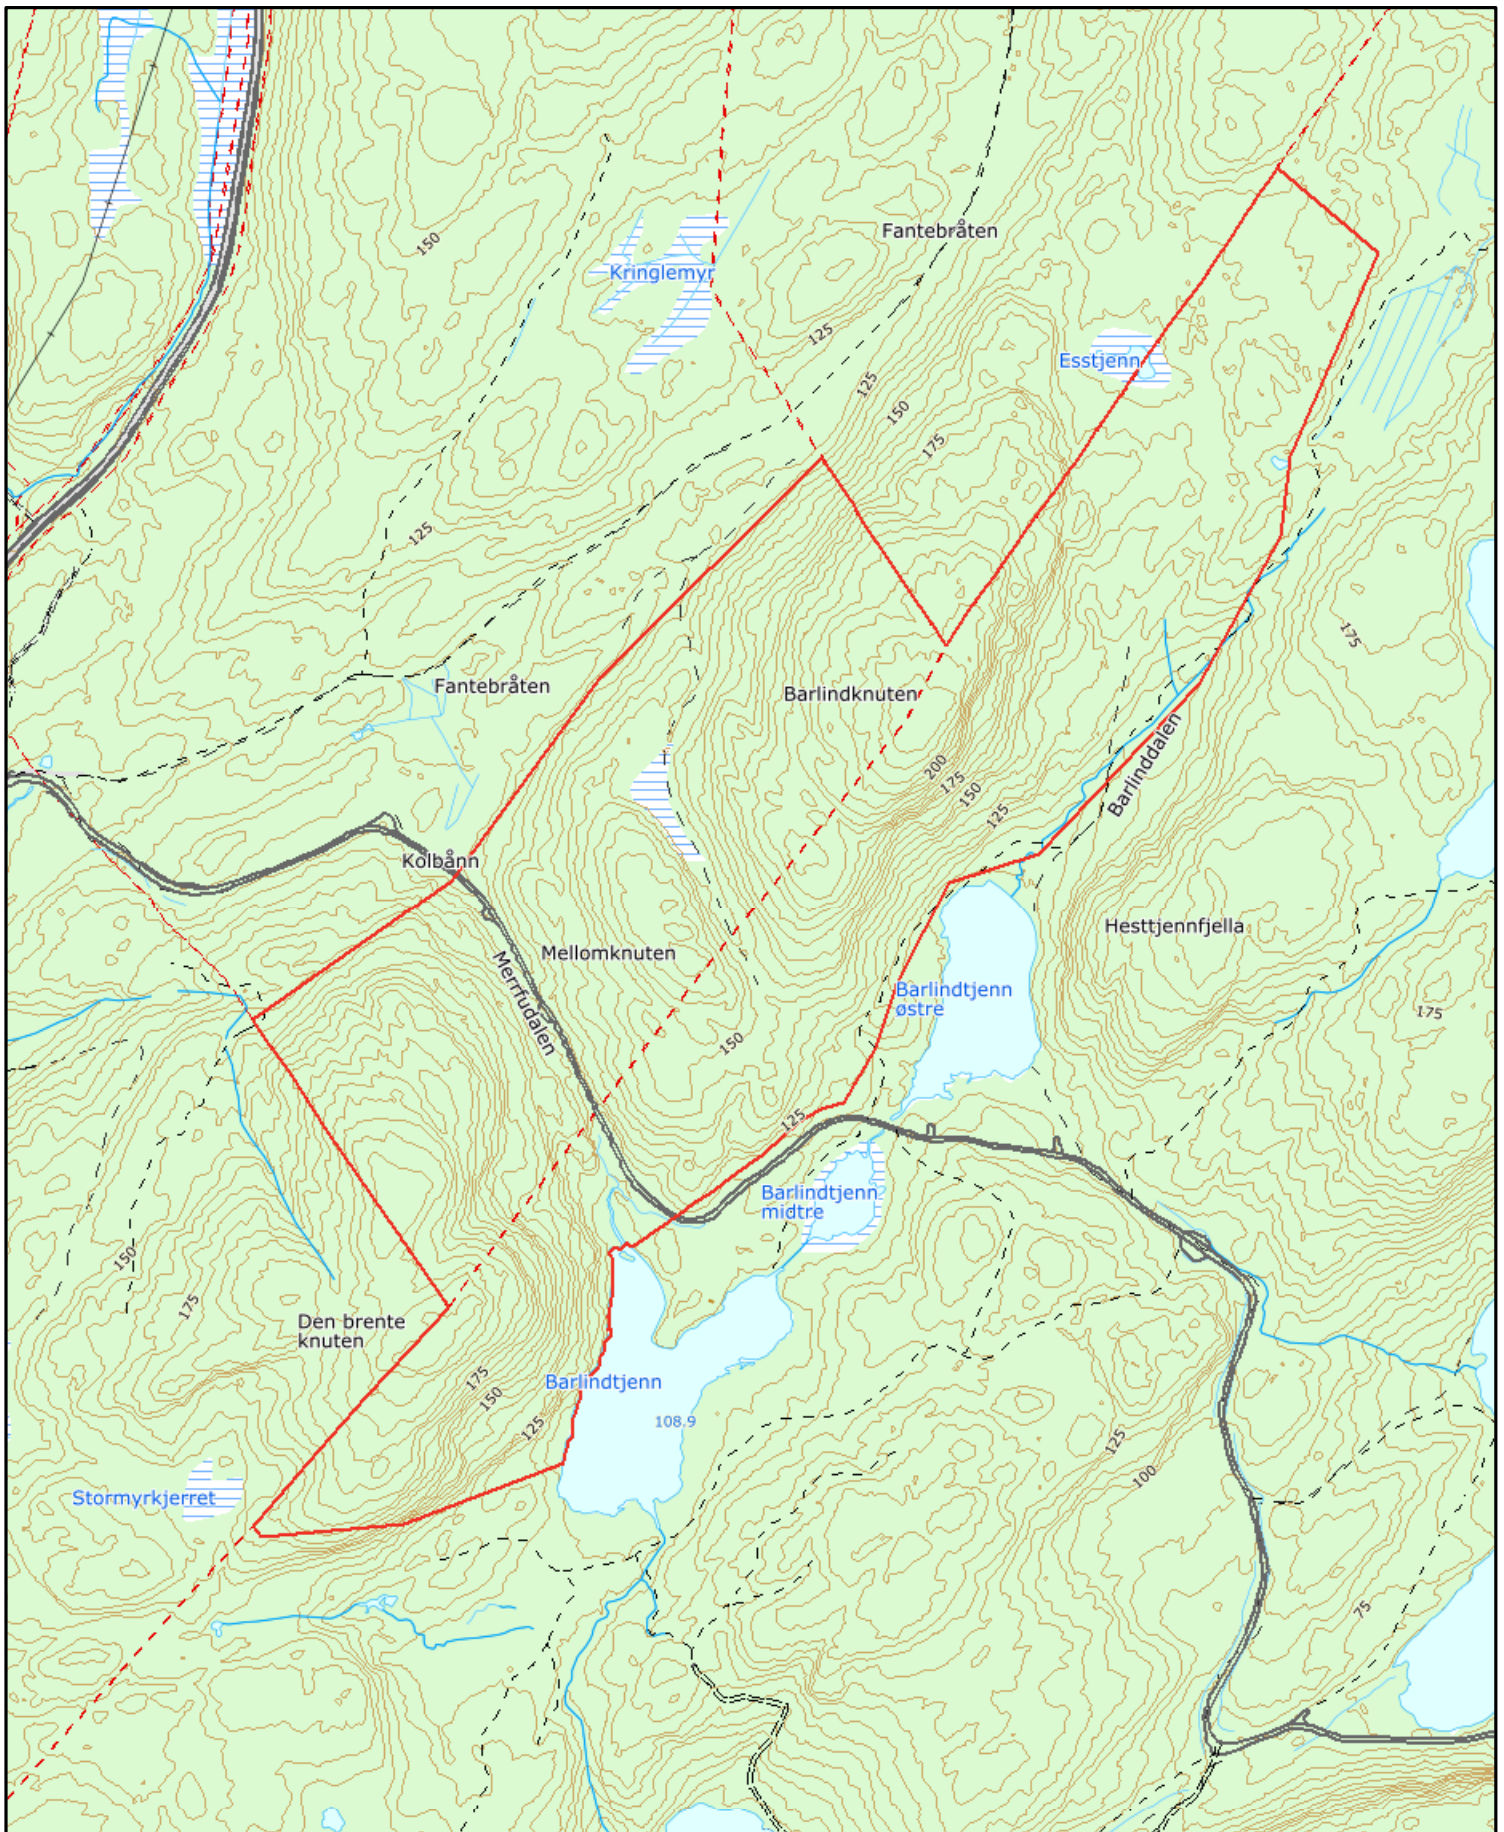 Fantebråten
150
Kringlemyr
125
Esstjenn
125
150
175
125
175
Fantebråten
Barlindknuten
200
175
150
125
Barlinddalen
Kolbånn
Mellomknuten
Merrfudalen
Hesttjennfjella
Barlindtjenn
østre
175
150
125
Barlindtjenn
midtre
150
175
Den brente
knuten
175
150
125
Barlindtjenn
108.9
125
100
Stormyrkjerret
75